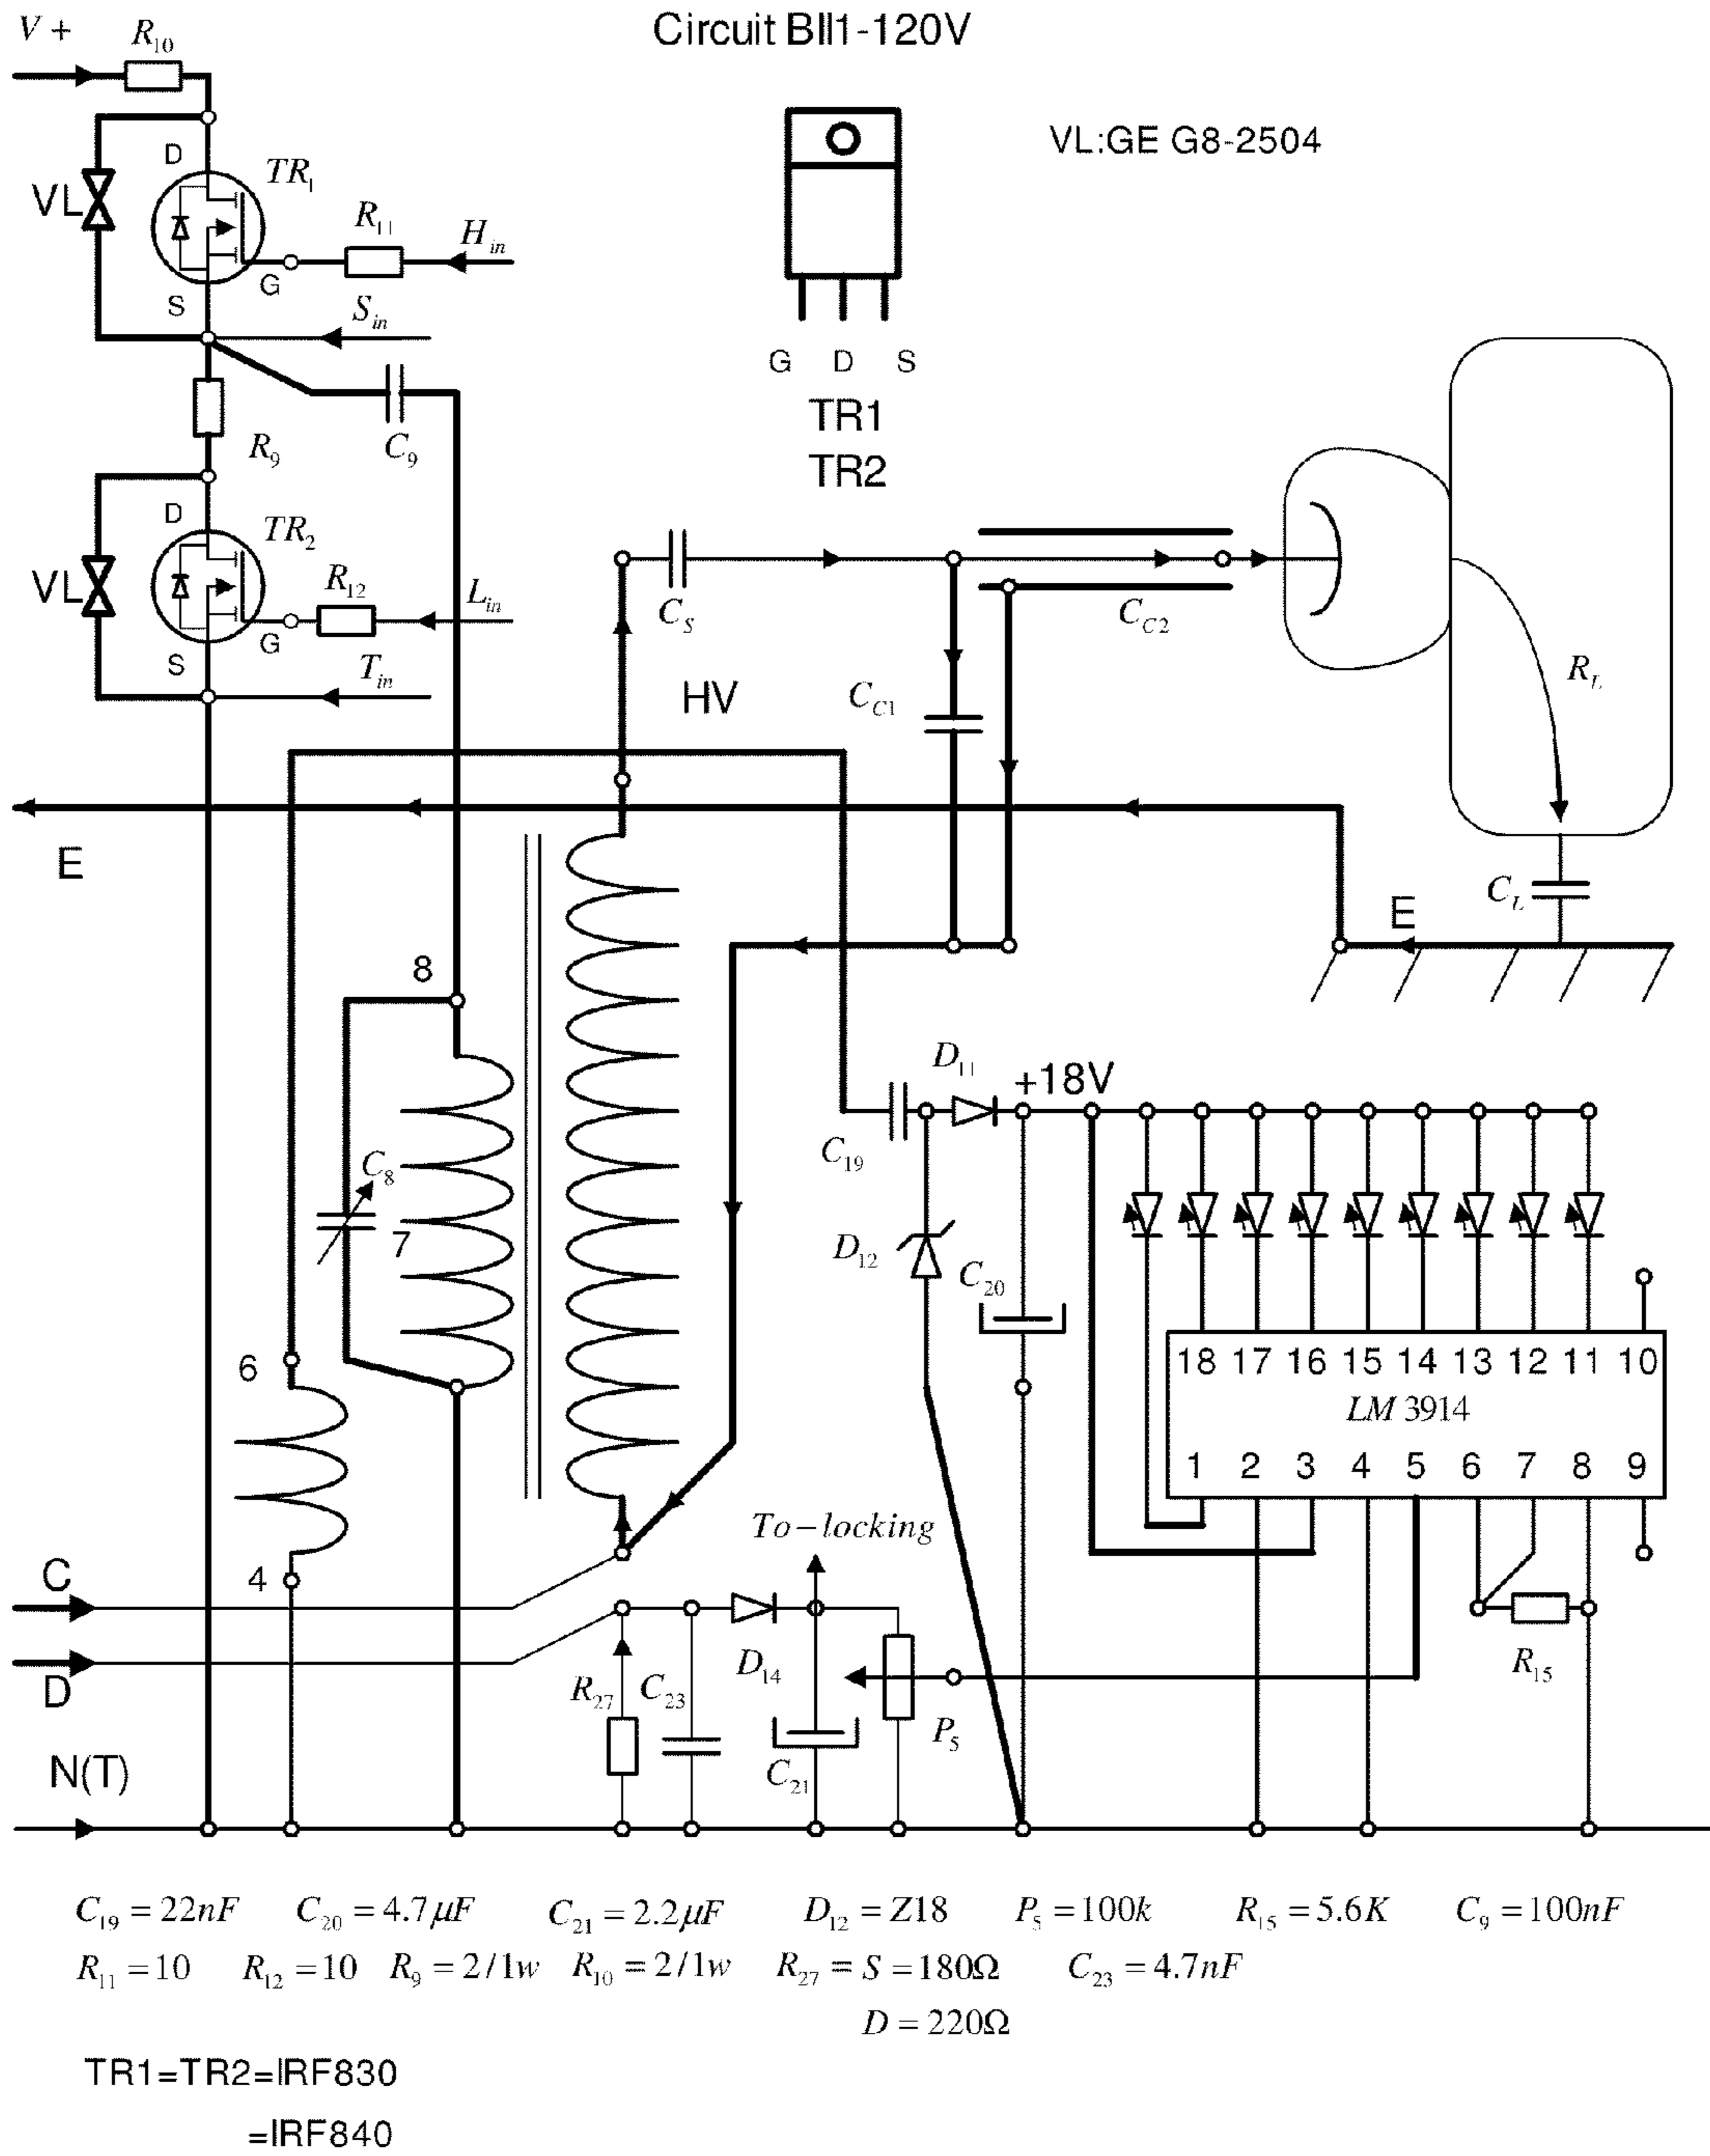 Circuit BII1-120V
V +
R10
VL:GE G8-2504
D
TR1
VL
R11
Hin
G
S
Sin
G D S
TR1
TR2
R9
C9
D
TR2
VL
R12
Lin
G
S
Tin
CS
CC2
HV
CC1
RL
E
CL
E
8
D11
+18V
C19
C8
7
D12
C20
6
18 17 16 15 14 13 12 11 10
LM 3914
1 2 3 4 5 6 7 8 9
To-locking
4
C
D
R27
C23
D14
P5
R15
C21
N(T)
C19 = 22nF C20 = 4.7μF C21 = 2.2μF D12 = Z18 P5 = 100k R15 = 5.6K C9 = 100nF
R11 = 10 R12 = 10 R9 = 2/1w R10 = 2/1w R27 = S = 180Ω C23 = 4.7nF
D = 220Ω
TR1=TR2=IRF830
=IRF840